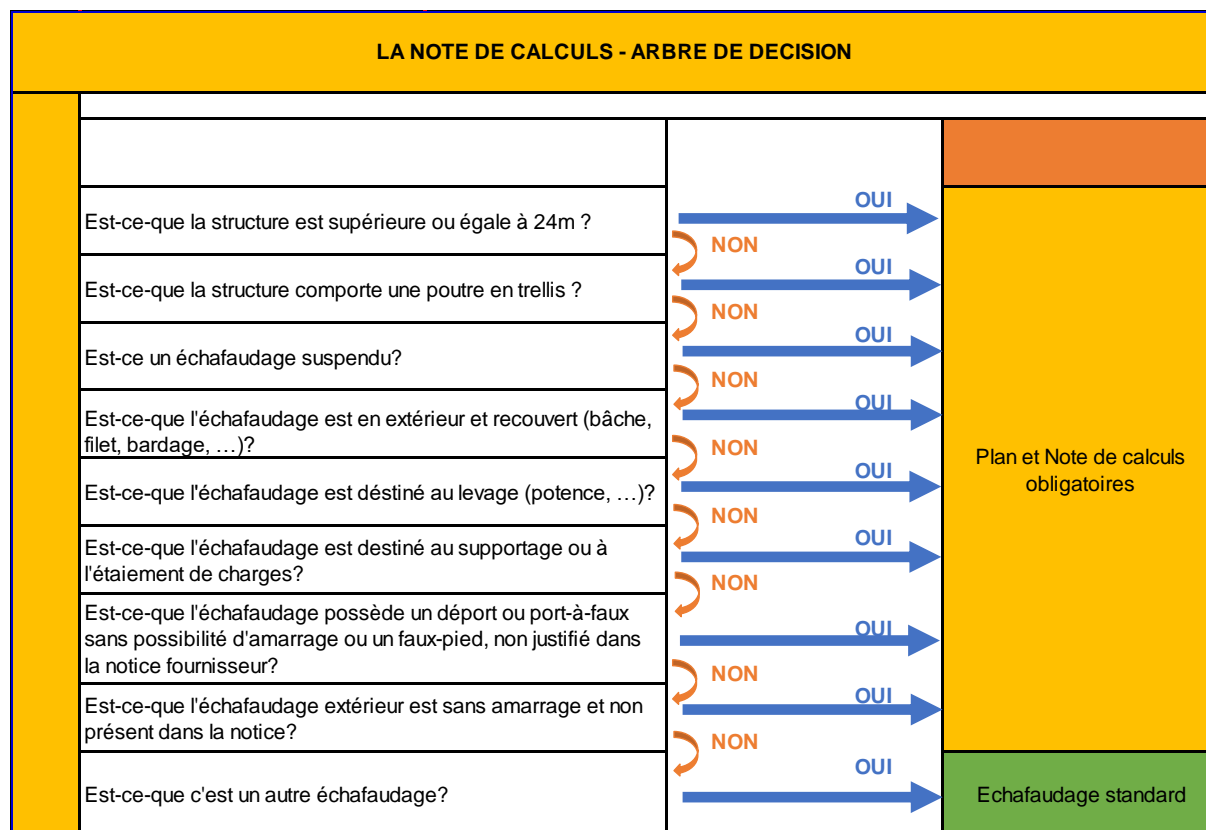 LA NOTE DE CALCULS - ARBRE DE DECISION
Est-ce-que la structure est supérieure ou égale à 24m ?
OUI
NON
Est-ce-que la structure comporte une poutre en trellis ?
OUI
NON
Est-ce un échafaudage suspendu?
OUI
NON
Est-ce-que l'échafaudage est en extérieur et recouvert (bâche,
filet, bardage, …)?
OUI
NON
Est-ce-que l'échafaudage est déstiné au levage (potence, …)?
OUI
NON
Est-ce-que l'échafaudage est destiné au supportage ou à
l'étaiement de charges?
OUI
NON
Est-ce-que l'échafaudage possède un déport ou port-à-faux
sans possibilité d'amarrage ou un faux-pied, non justifié dans
la notice fournisseur?
OUI
NON
Est-ce-que l'échafaudage extérieur est sans amarrage et non
présent dans la notice?
OUI
NON
Plan et Note de calculs
obligatoires
Est-ce-que c'est un autre échafaudage?
OUI
Echafaudage standard